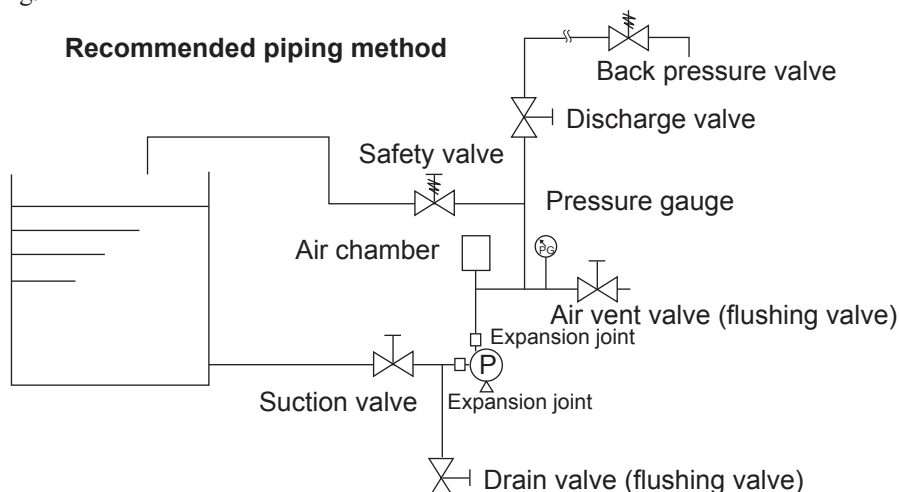 g.
Recommended piping method
Back pressure valve
Discharge valve
Safety valve
Pressure gauge
Air chamber
PG
Air vent valve (flushing valve)
Expansion joint
P
Suction valve
Expansion joint
Drain valve (flushing valve)